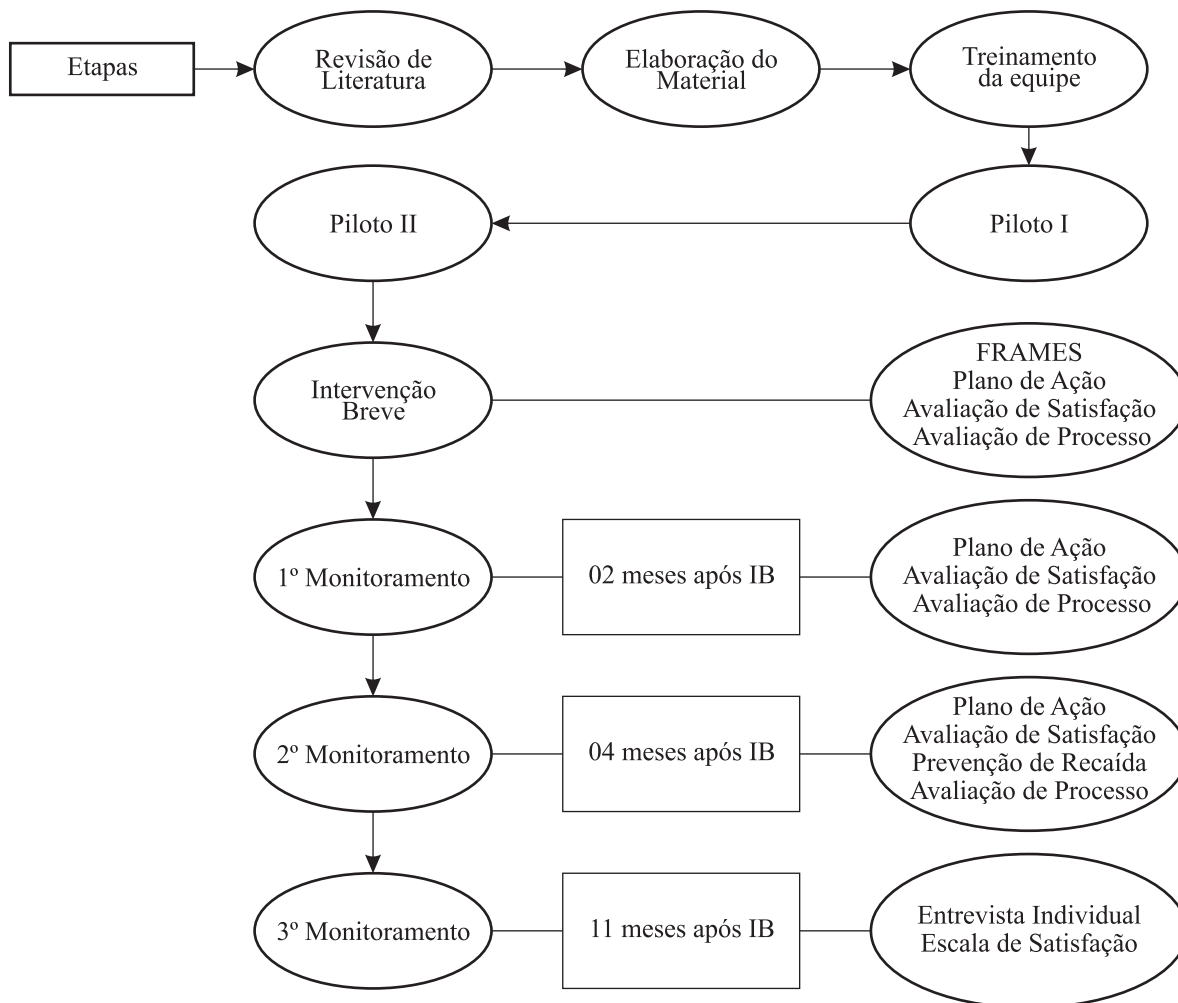 Etapas
Revisão de
Literatura
Elaboração do
Material
Treinamento
da equipe
Piloto II
Piloto I
Intervenção
Breve
FRAMES
Plano de Ação
Avaliação de Satisfação
Avaliação de Processo
1º Monitoramento
02 meses após IB
Plano de Ação
Avaliação de Satisfação
Avaliação de Processo
2º Monitoramento
04 meses após IB
Plano de Ação
Avaliação de Satisfação
Prevenção de Recaída
Avaliação de Processo
3º Monitoramento
11 meses após IB
Entrevista Individual
Escala de Satisfação